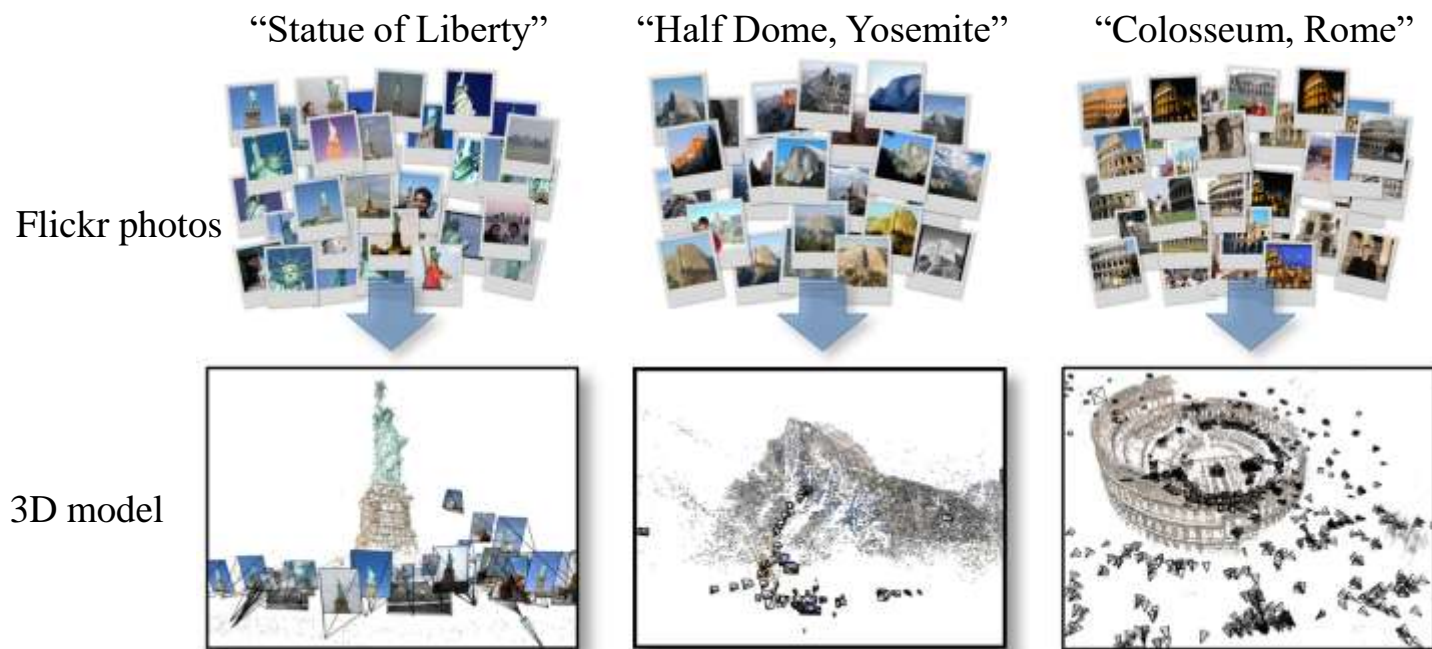 “Statue of Liberty”
“Half Dome, Yosemite”
“Colosseum, Rome”
Flickr photos
3D model